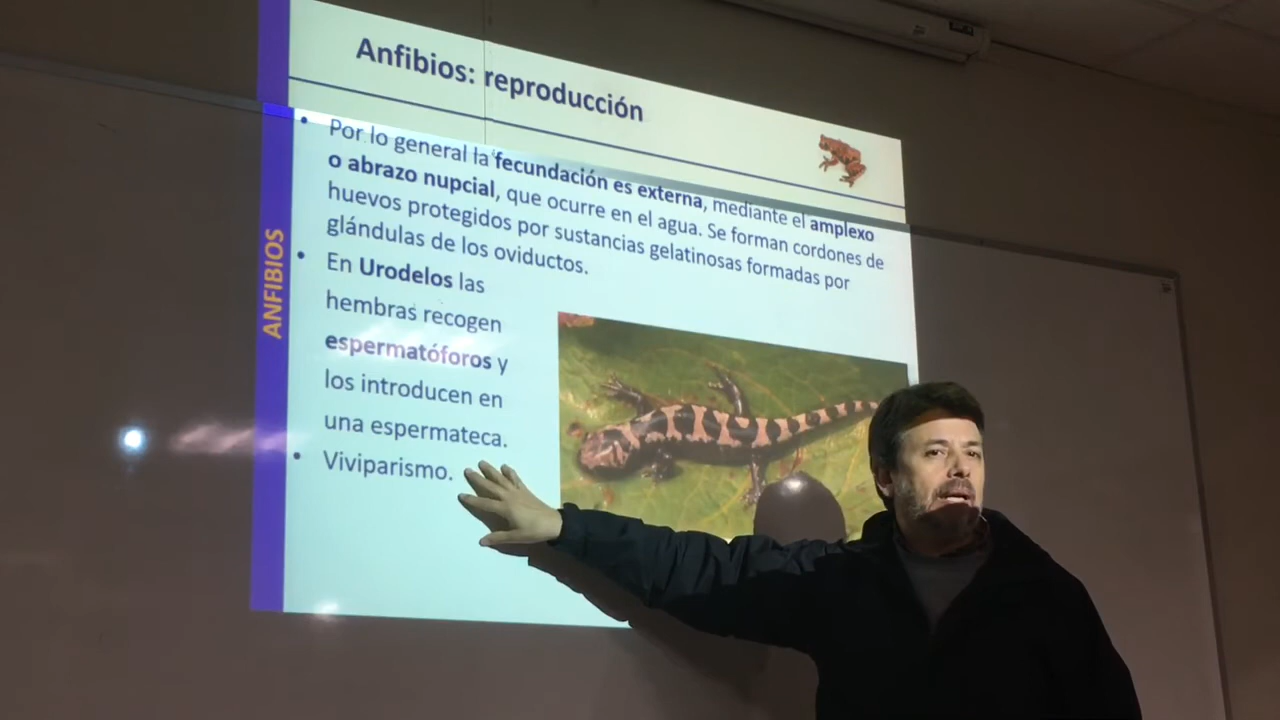 Anfibios: reproducción
• Por lo general la fecundación es externa, mediante el amplexo
o abrazo nupcial, que ocurre en el agua. Se forman cordones de
huevos protegidos por sustancias gelatinosas formadas por
glándulas de los oviductos.
• En Urodelos las
hembras recogen
espermatóforos y
los introducen en
una espermateca.
• Viviparismo.
ANFIBIOS